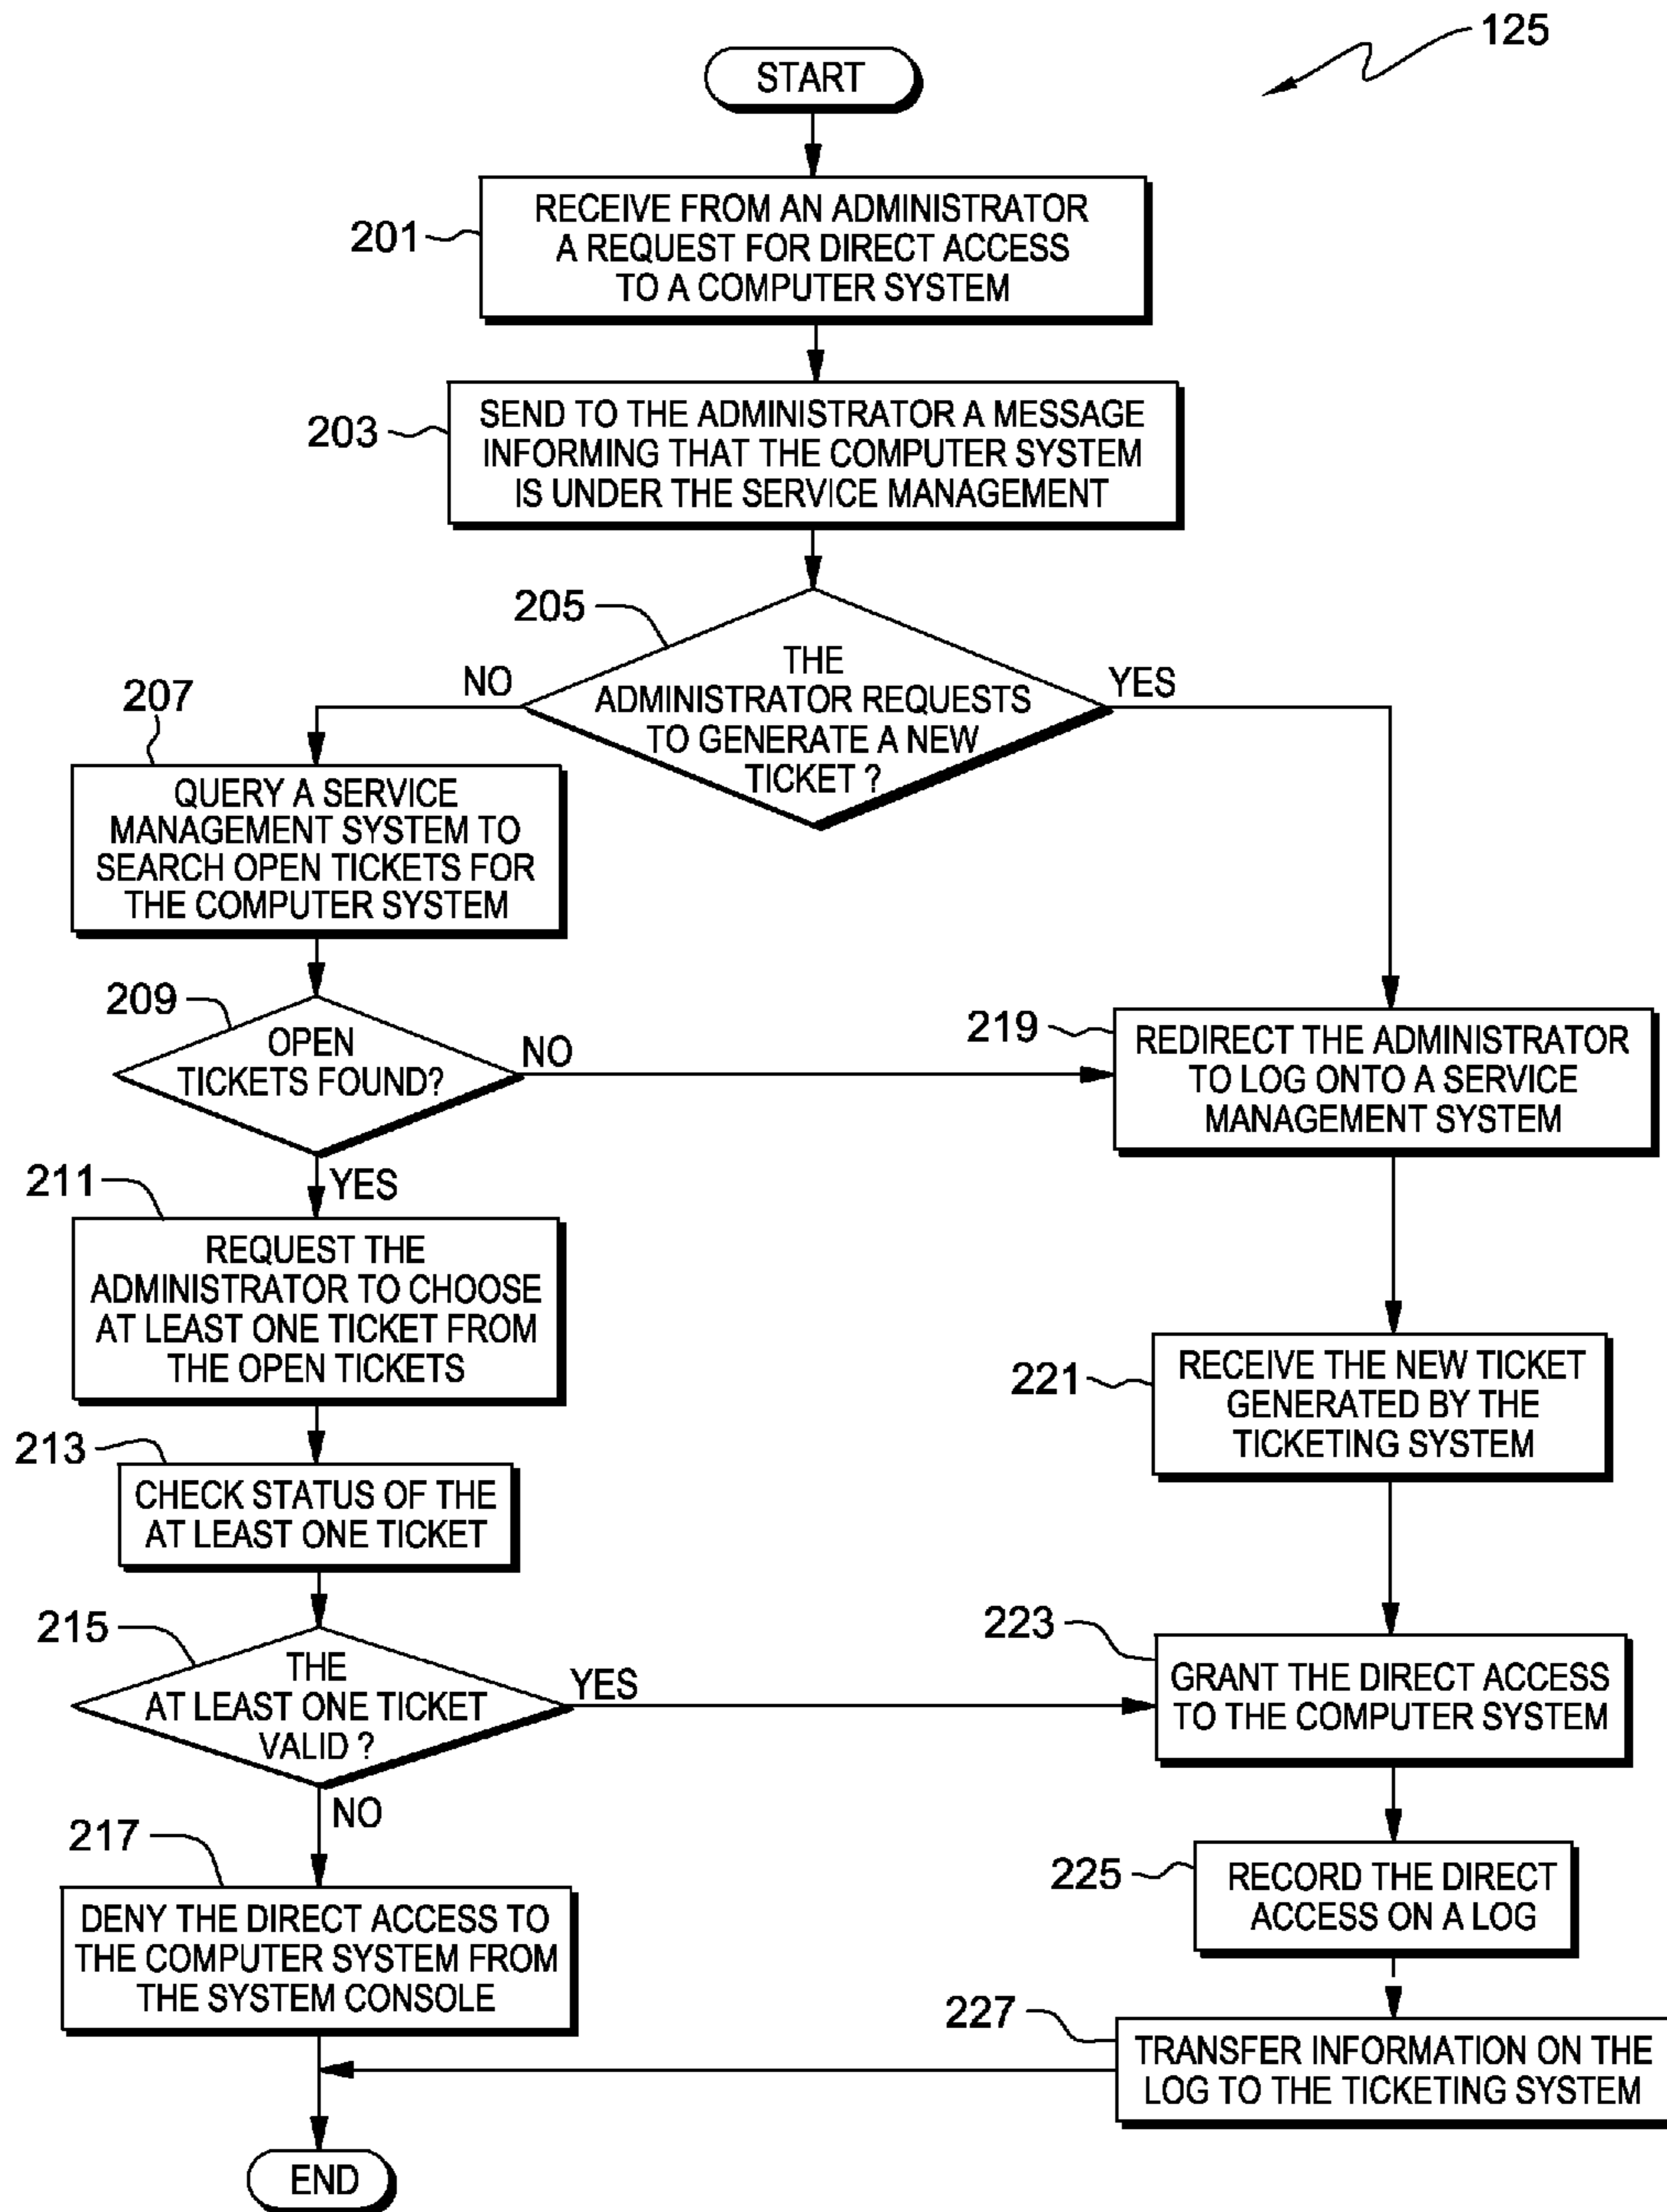 125
START
201
RECEIVE FROM AN ADMINISTRATOR
A REQUEST FOR DIRECT ACCESS
TO A COMPUTER SYSTEM
203
SEND TO THE ADMINISTRATOR A MESSAGE
INFORMING THAT THE COMPUTER SYSTEM
IS UNDER THE SERVICE MANAGEMENT
205
THE
ADMINISTRATOR REQUESTS
TO GENERATE A NEW
TICKET ?
NO
YES
207
QUERY A SERVICE
MANAGEMENT SYSTEM TO
SEARCH OPEN TICKETS FOR
THE COMPUTER SYSTEM
209
OPEN
TICKETS FOUND?
NO
YES
219
REDIRECT THE ADMINISTRATOR
TO LOG ONTO A SERVICE
MANAGEMENT SYSTEM
211
REQUEST THE
ADMINISTRATOR TO CHOOSE
AT LEAST ONE TICKET FROM
THE OPEN TICKETS
221
RECEIVE THE NEW TICKET
GENERATED BY THE
TICKETING SYSTEM
213
CHECK STATUS OF THE
AT LEAST ONE TICKET
215
THE
AT LEAST ONE TICKET
VALID ?
YES
NO
223
GRANT THE DIRECT ACCESS
TO THE COMPUTER SYSTEM
217
DENY THE DIRECT ACCESS TO
THE COMPUTER SYSTEM FROM
THE SYSTEM CONSOLE
225
RECORD THE DIRECT
ACCESS ON A LOG
227
TRANSFER INFORMATION ON THE
LOG TO THE TICKETING SYSTEM
END